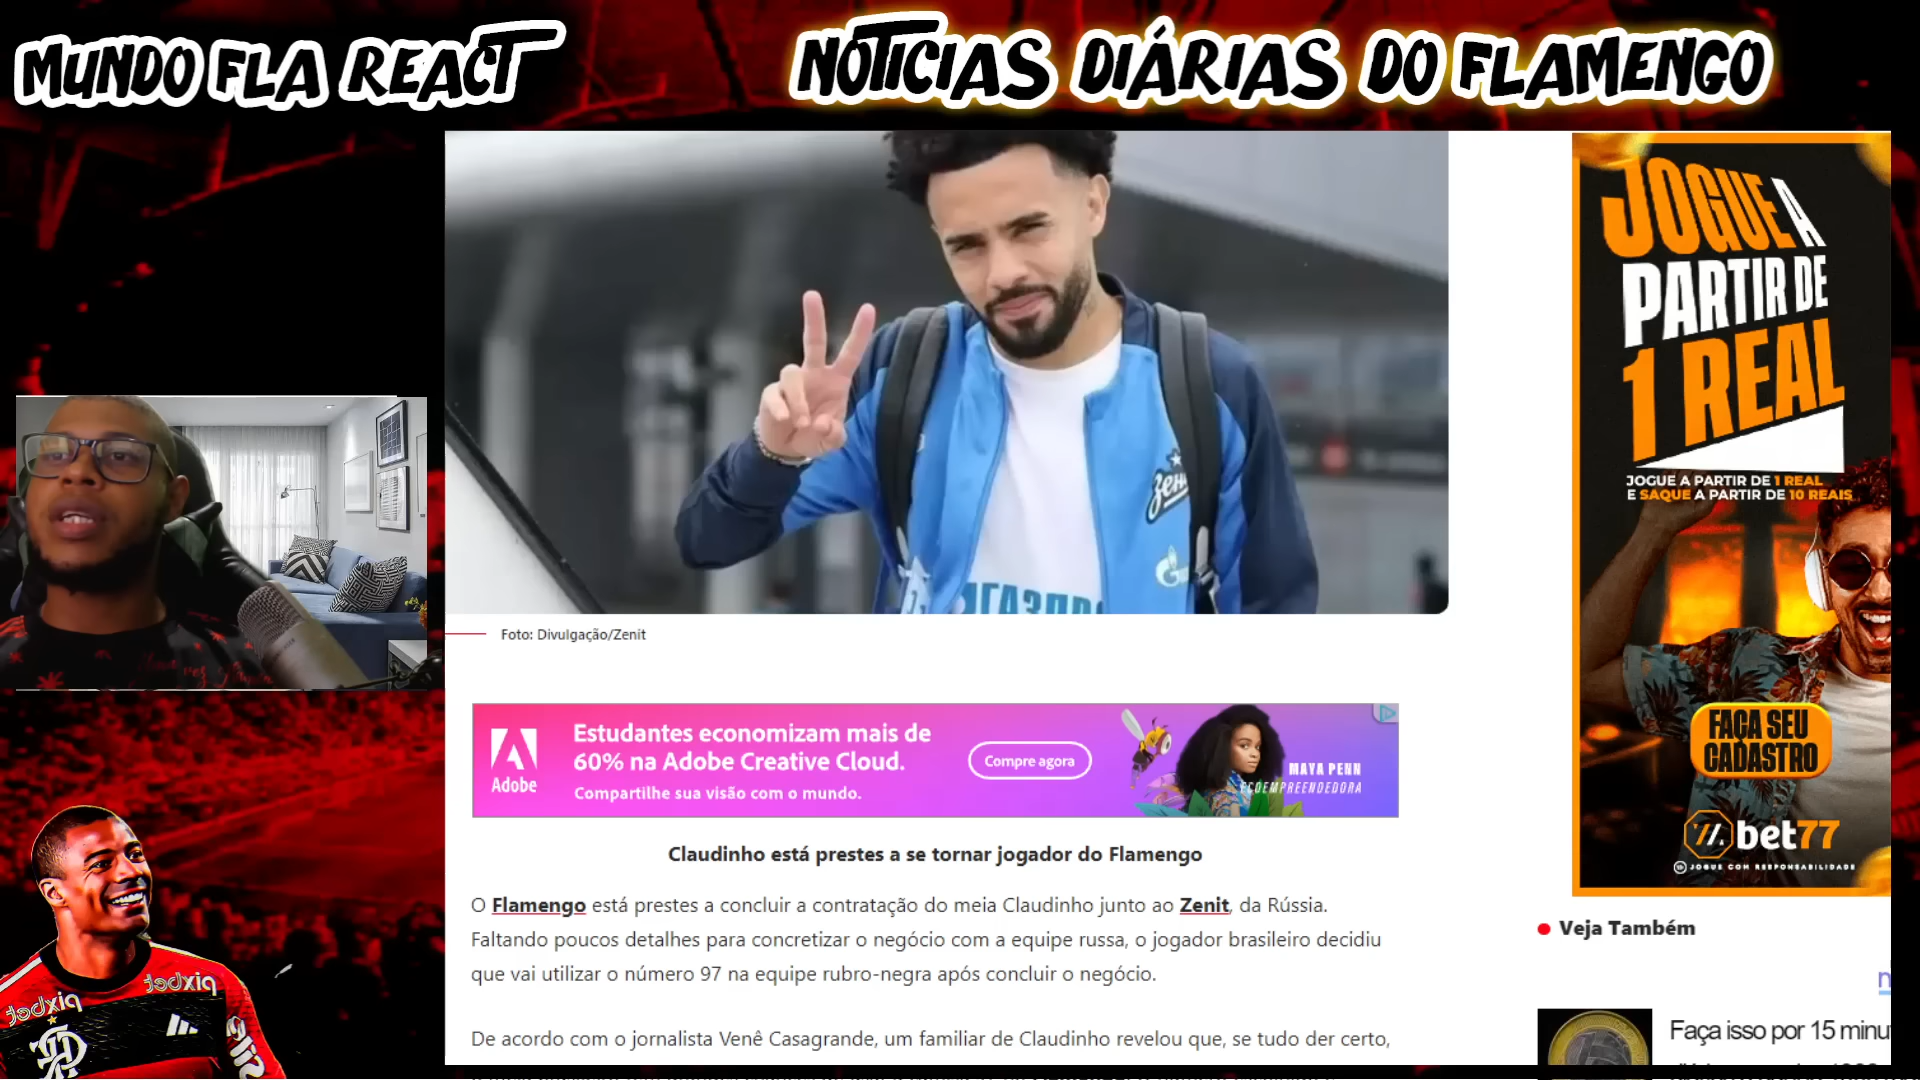 MUNDO FLA REACT
NOTICIAS DIÁRIAS DO FLAMENGO
JOGUE A
PARTIR DE
1 REAL
JOGUE A PARTIR DE 1 REAL
E SAQUE A PARTIR DE 10 REAIS
FAÇA SEU
CADASTRO
bet77
JOGUE COM RESPONSABILIDADE
Зени
Foto: Divulgação/Zenit
Adobe
Estudantes economizam mais de
60% na Adobe Creative Cloud.
Compartilhe sua visão com o mundo.
Compre agora
MAYA PENN
ECOEMPREENDEDORA
Claudinho está prestes a se tornar jogador do Flamengo
O Flamengo está prestes a concluir a contratação do meia Claudinho junto ao Zenit, da Rússia.
Faltando poucos detalhes para concretizar o negócio com a equipe russa, o jogador brasileiro decidiu
que vai utilizar o número 97 na equipe rubro-negra após concluir o negócio.
De acordo com o jornalista Venê Casagrande, um familiar de Claudinho revelou que, se tudo der certo,
Veja Também
Faça isso por 15 minu
pixbet
pixbet